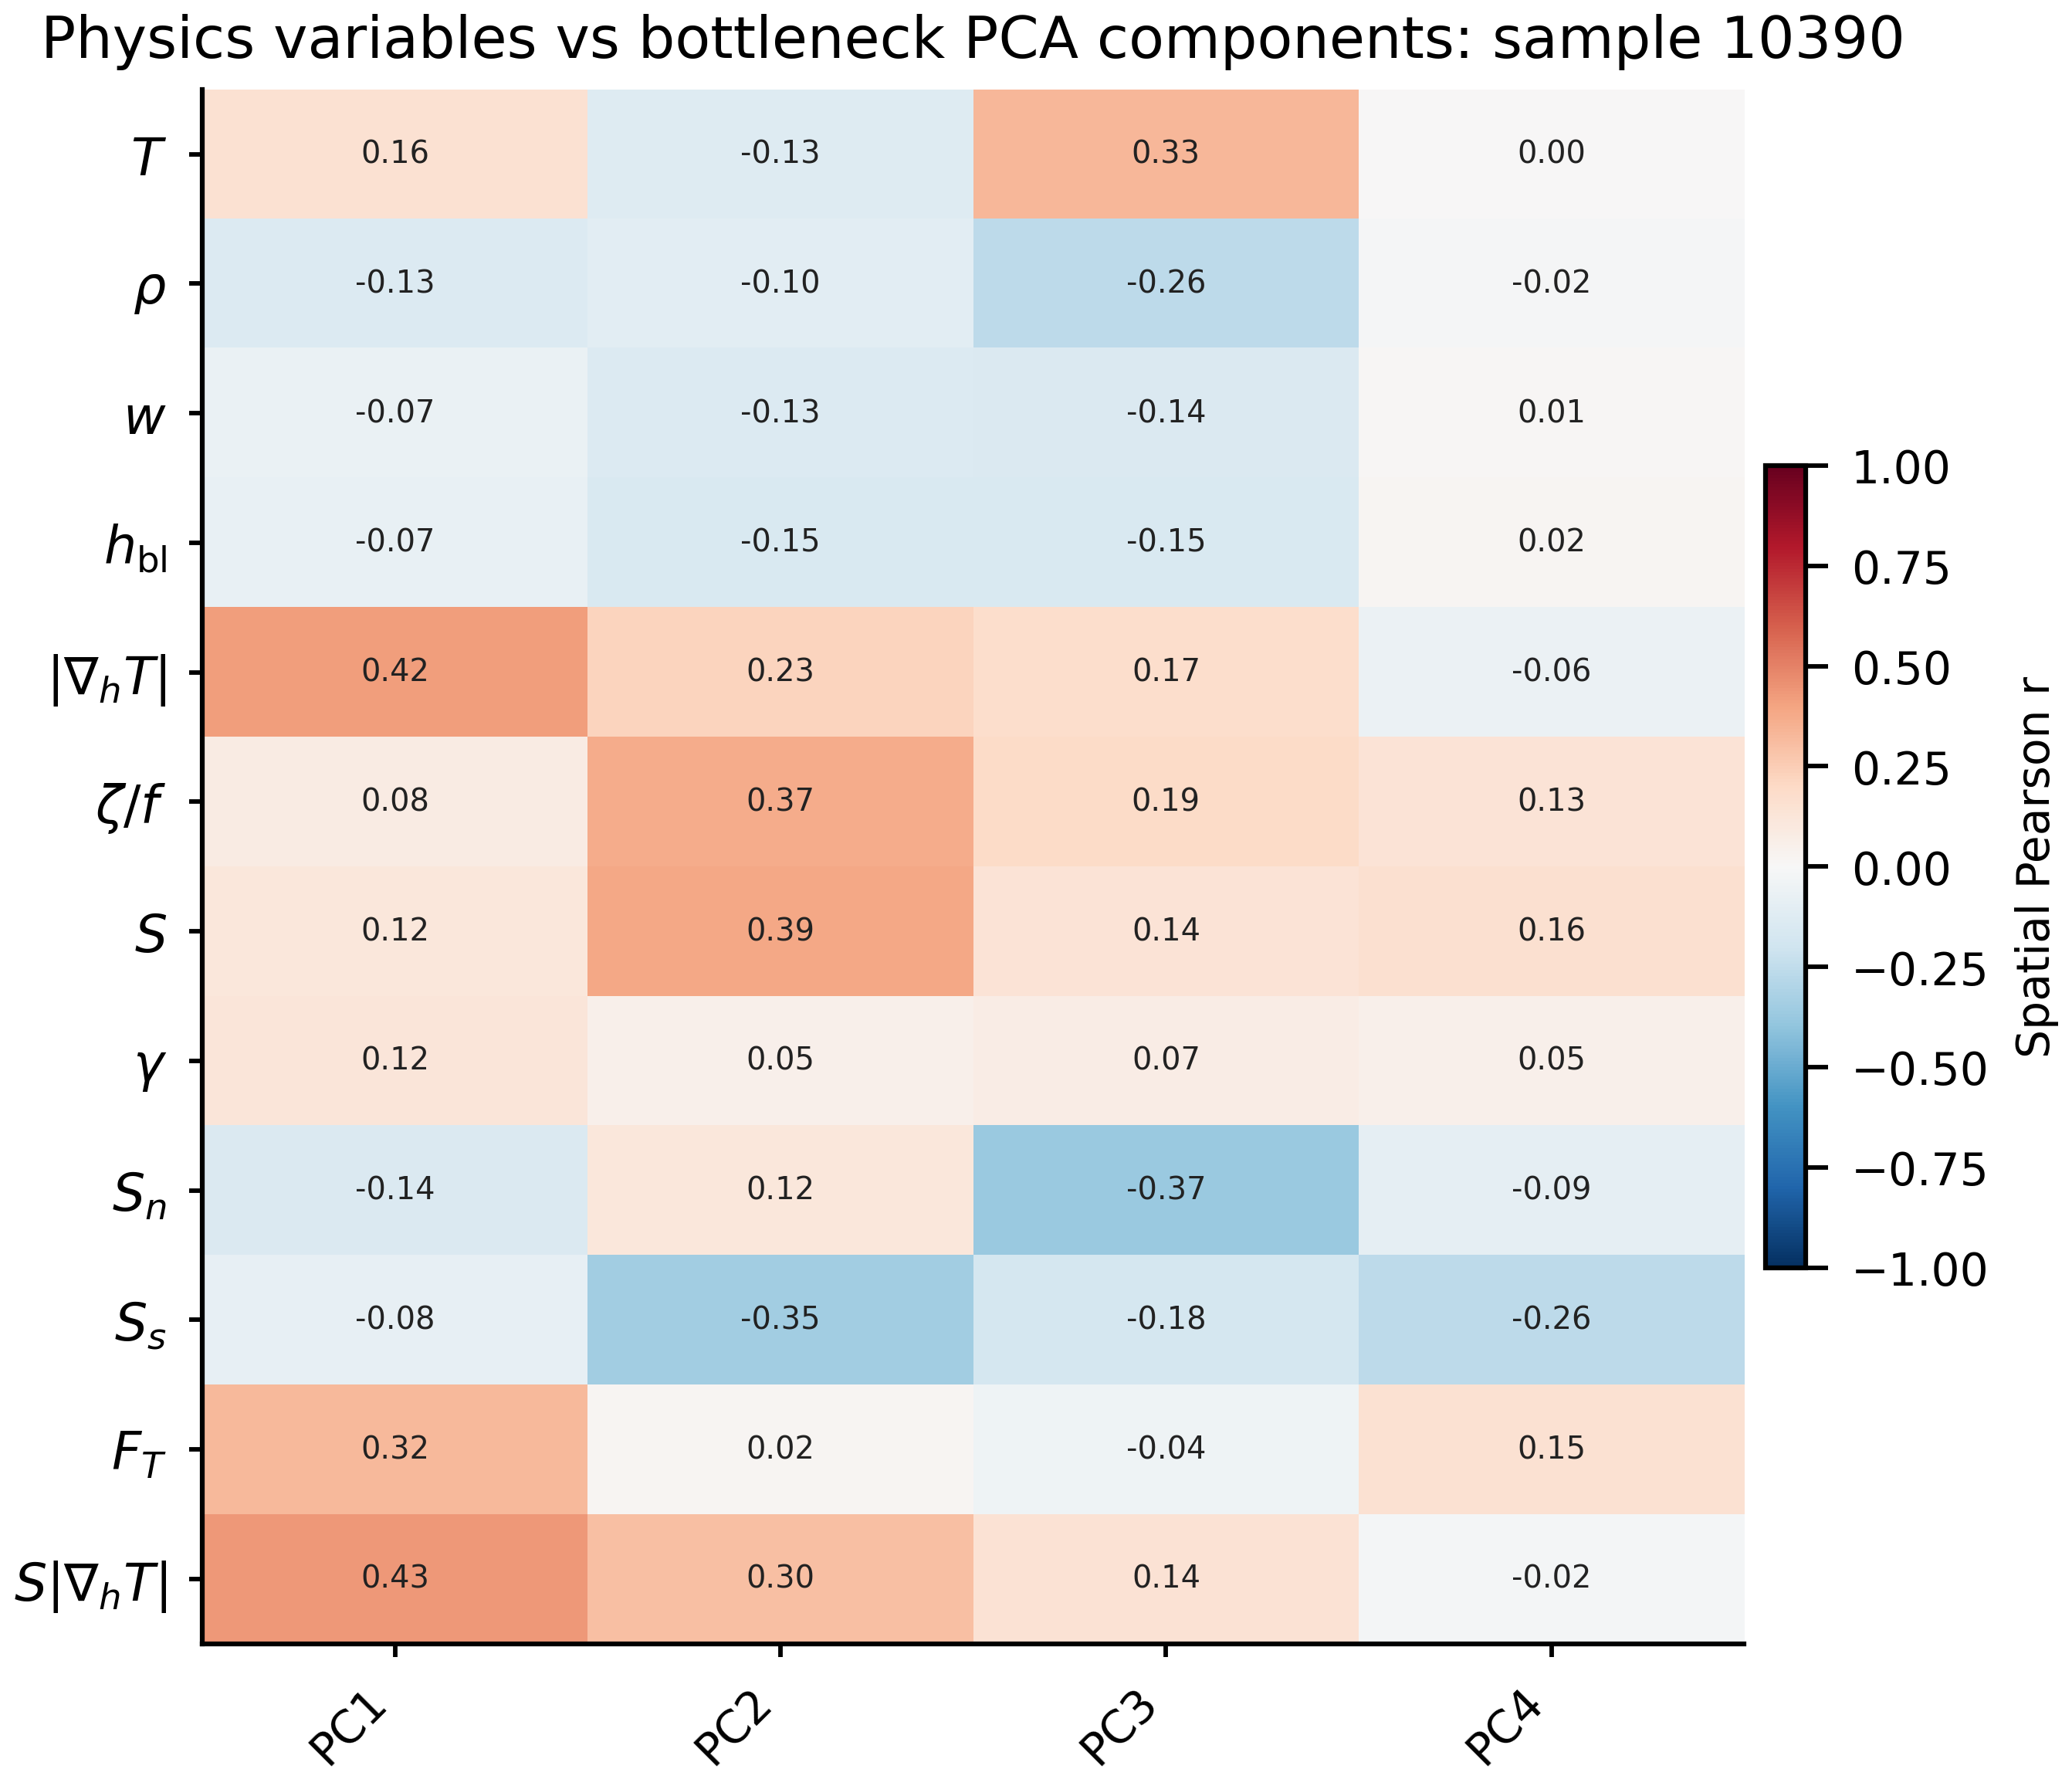 Physics variables vs bottleneck PCA components: sample 10390
T 0.16 -0.13 0.33 0.00
ρ -0.13 -0.10 -0.26 -0.02
w -0.07 -0.13 -0.14 0.01
h_bl -0.07 -0.15 -0.15 0.02
|∇_hT| 0.42 0.23 0.17 -0.06
ζ/f 0.08 0.37 0.19 0.13
S 0.12 0.39 0.14 0.16
γ 0.12 0.05 0.07 0.05
S_n -0.14 0.12 -0.37 -0.09
S_s -0.08 -0.35 -0.18 -0.26
F_T 0.32 0.02 -0.04 0.15
S|∇_hT| 0.43 0.30 0.14 -0.02
PC1 PC2 PC3 PC4
1.00
0.75
0.50
0.25
0.00
−0.25
−0.50
−0.75
−1.00
Spatial Pearson r